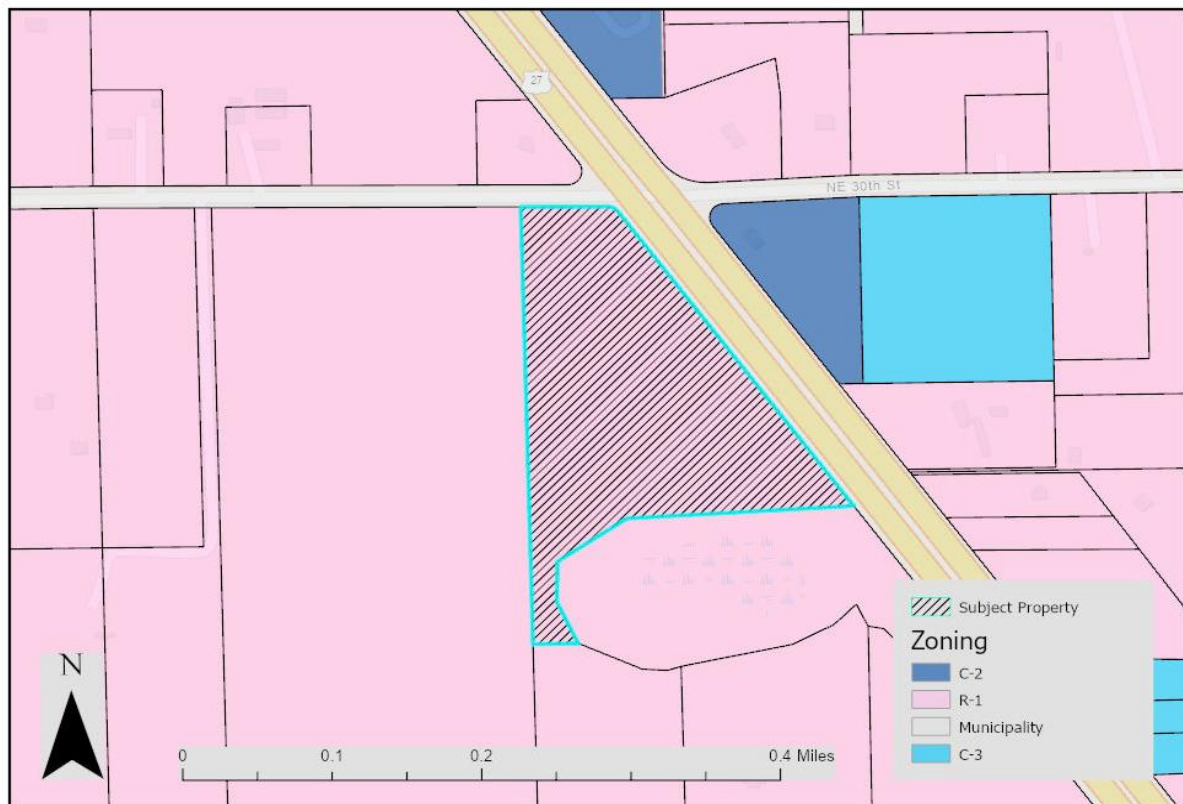 27
NE 30th St
Subject Property
Zoning
C-2
R-1
Municipality
C-3
N
0 0.1 0.2 0.4 Miles